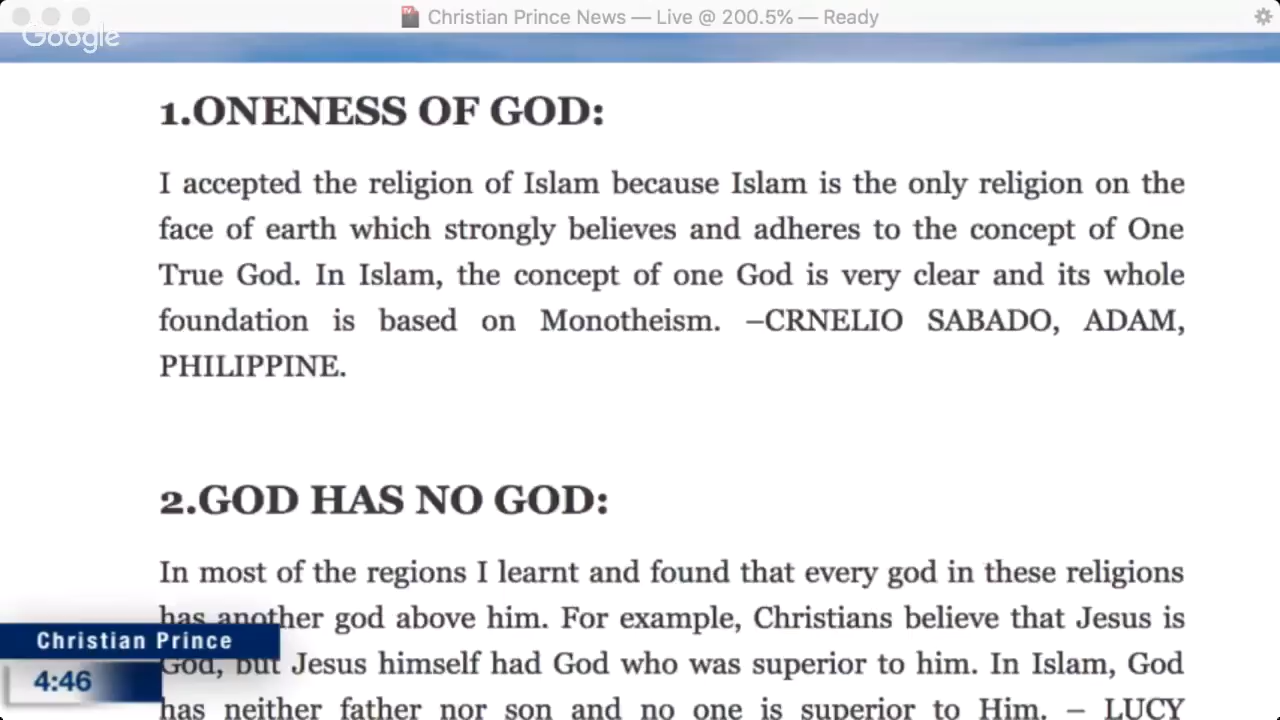 Christian Prince News — Live @ 200.5% — Ready
Google
1.ONENESS OF GOD:
I accepted the religion of Islam because Islam is the only religion on the
face of earth which strongly believes and adheres to the concept of One
True God. In Islam, the concept of one God is very clear and its whole
foundation is based on Monotheism. –CRNELIO SABADO, ADAM,
PHILIPPINE.
2.GOD HAS NO GOD:
In most of the regions I learnt and found that every god in these religions
has another god above him. For example, Christians believe that Jesus is
God, but Jesus himself had God who was superior to him. In Islam, God
has neither father nor son and no one is superior to Him. – LUCY
Christian Prince
4:46